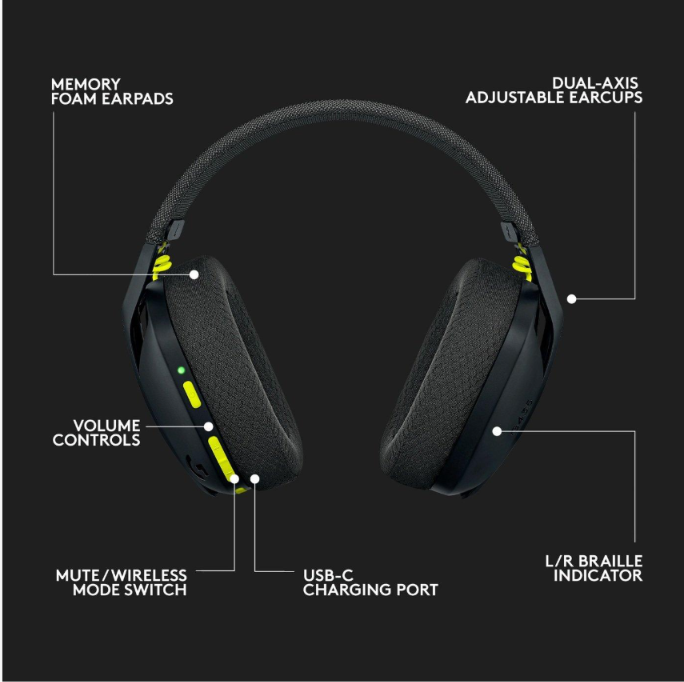 MEMORY
FOAM EARPADS
DUAL-AXIS
ADJUSTABLE EARCUPS
VOLUME
CONTROLS
L/R BRAILLE
INDICATOR
MUTE/WIRELESS
MODE SWITCH
USB-C
CHARGING PORT